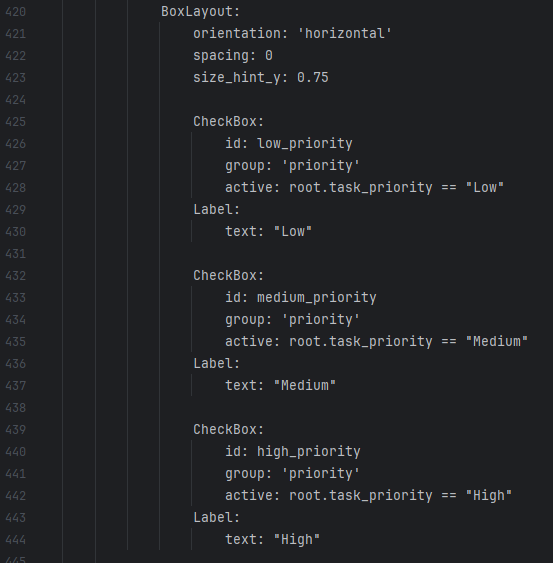 420 BoxLayout:
421 orientation: 'horizontal'
422 spacing: 0
423 size_hint_y: 0.75
424
425 CheckBox:
426 id: low_priority
427 group: 'priority'
428 active: root.task_priority == "Low"
429 Label:
430 text: "Low"
431
432 CheckBox:
433 id: medium_priority
434 group: 'priority'
435 active: root.task_priority == "Medium"
436 Label:
437 text: "Medium"
438
439 CheckBox:
440 id: high_priority
441 group: 'priority'
442 active: root.task_priority == "High"
443 Label:
444 text: "High"
445